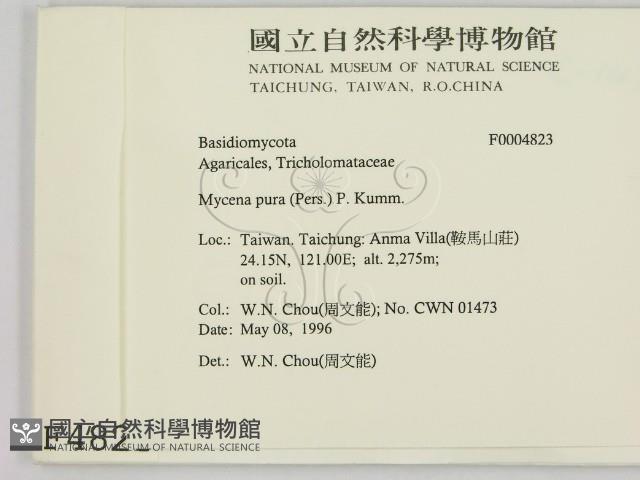 國立自然科學博物館
NATIONAL MUSEUM OF NATURAL SCIENCE
TAICHUNG, TAIWAN, R.O.CHINA
Basidiomycota F0004823
Agaricales, Tricholomataceae
Mycena pura (Pers.) P. Kumm.
Loc.: Taiwan, Taichung: Anma Villa(鞍馬山莊)
24.15N, 121.00E; alt. 2,275m;
on soil.
Col.: W.N. Chou(周文能); No. CWN 01473
Date: May 08, 1996
Det.: W.N. Chou(周文能)
國立自然科學博物館
NATIONAL MUSEUM OF NATURAL SCIENCE